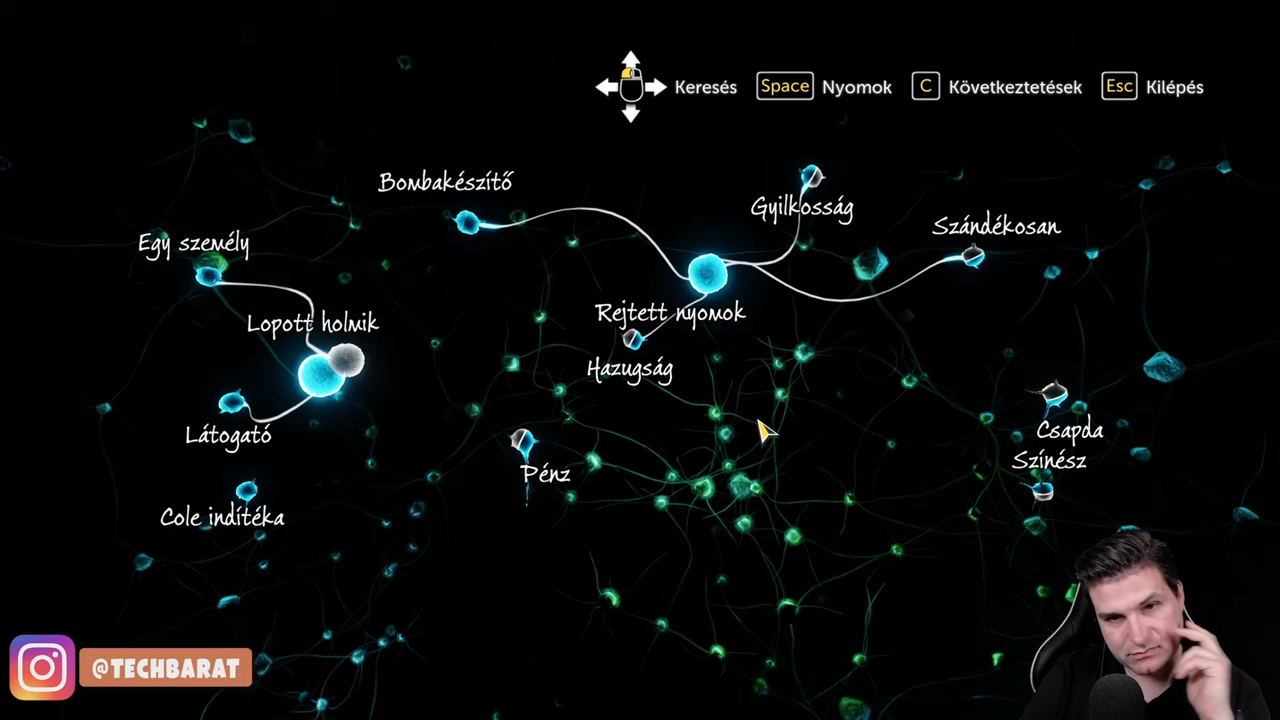 Keresés
Space Nyomok
C Következtetések
Esc Kilépés
Bombakészítő
Gyilkosság
Szándékosan
Egy személy
Lopott holmik
Rejtett nyomok
Hazugság
Látogató
Pénz
Csapda
Színész
Cole indítéka
@TECHBARAT